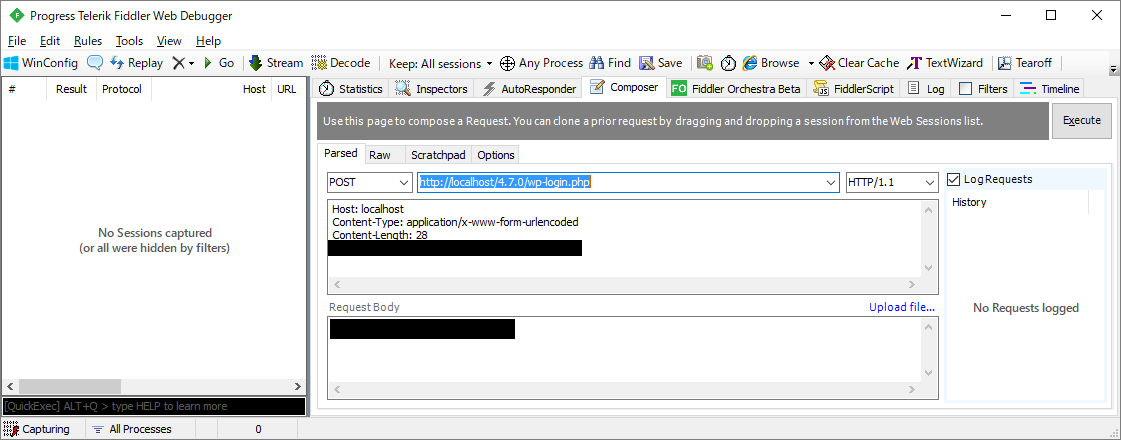 Progress Telerik Fiddler Web Debugger
File Edit Rules Tools View Help
WinConfig Replay Go Stream Decode Keep: All sessions Any Process Find Save Browse Clear Cache TextWizard Tearoff
# Result Protocol Host URL
Statistics Inspectors AutoResponder Composer Fiddler Orchestra Beta FiddlerScript Log Filters Timeline
Use this page to compose a Request. You can clone a prior request by dragging and dropping a session from the Web Sessions list.
Execute
Parsed Raw Scratchpad Options
POST http://localhost/4.7.0/wp-login.php HTTP/1.1
Log Requests
History
Host: localhost
Content-Type: application/x-www-form-urlencoded
Content-Length: 28
No Sessions captured
(or all were hidden by filters)
Request Body Upload file...
No Requests logged
[QuickExec] ALT+Q > type HELP to learn more
Capturing All Processes 0